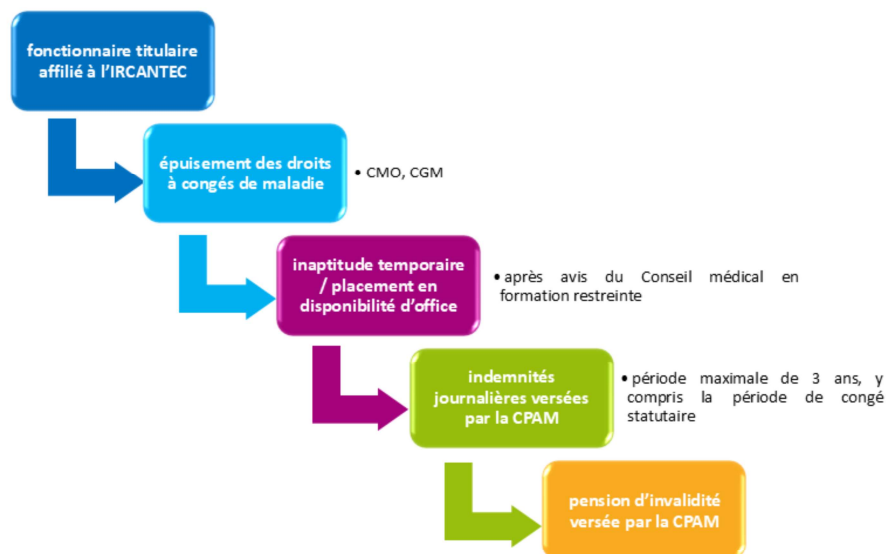 fonctionnaire titulaire
affilié à l'IRCANTEC
épuisement des droits
à congés de maladie
• CMO, CGM
inaptitude temporaire
/ placement en
disponibilité d'office
• après avis du Conseil médical en
formation restreinte
indemnités
journalières versées
par la CPAM
• période maximale de 3 ans, y
compris la période de congé
statutaire
pension d'invalidité
versée par la CPAM